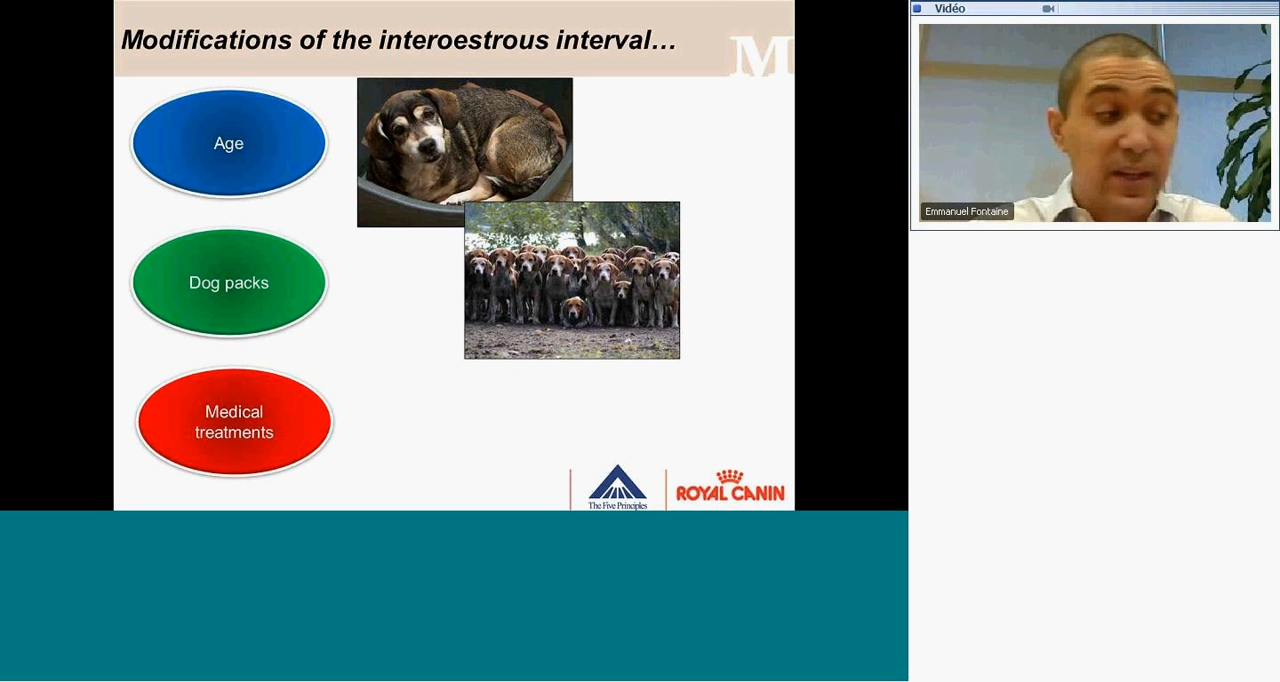 Modifications of the interoestrous interval...
M
Age
Dog packs
Medical
treatments
The Five Principles
ROYAL CANIN
Vidéo
Emmanuel Fontaine